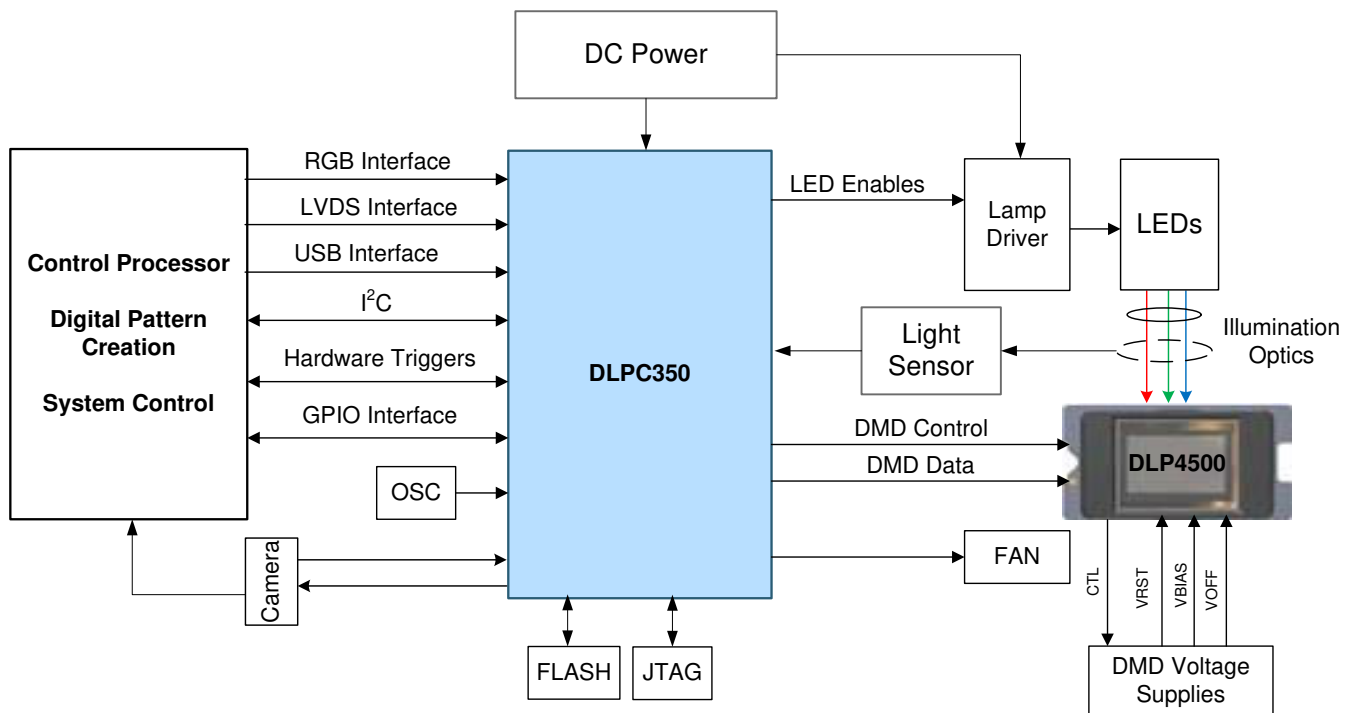 DC Power
RGB Interface
LVDS Interface
USB Interface
I²C
Hardware Triggers
GPIO Interface
Control Processor
Digital Pattern
Creation
System Control
DLPC350
LED Enables
Lamp
Driver
LEDs
Light
Sensor
Illumination
Optics
DMD Control
DMD Data
DLP4500
OSC
Camera
FAN
FLASH
JTAG
CTL
VRST
VBIAS
VOFF
DMD Voltage
Supplies